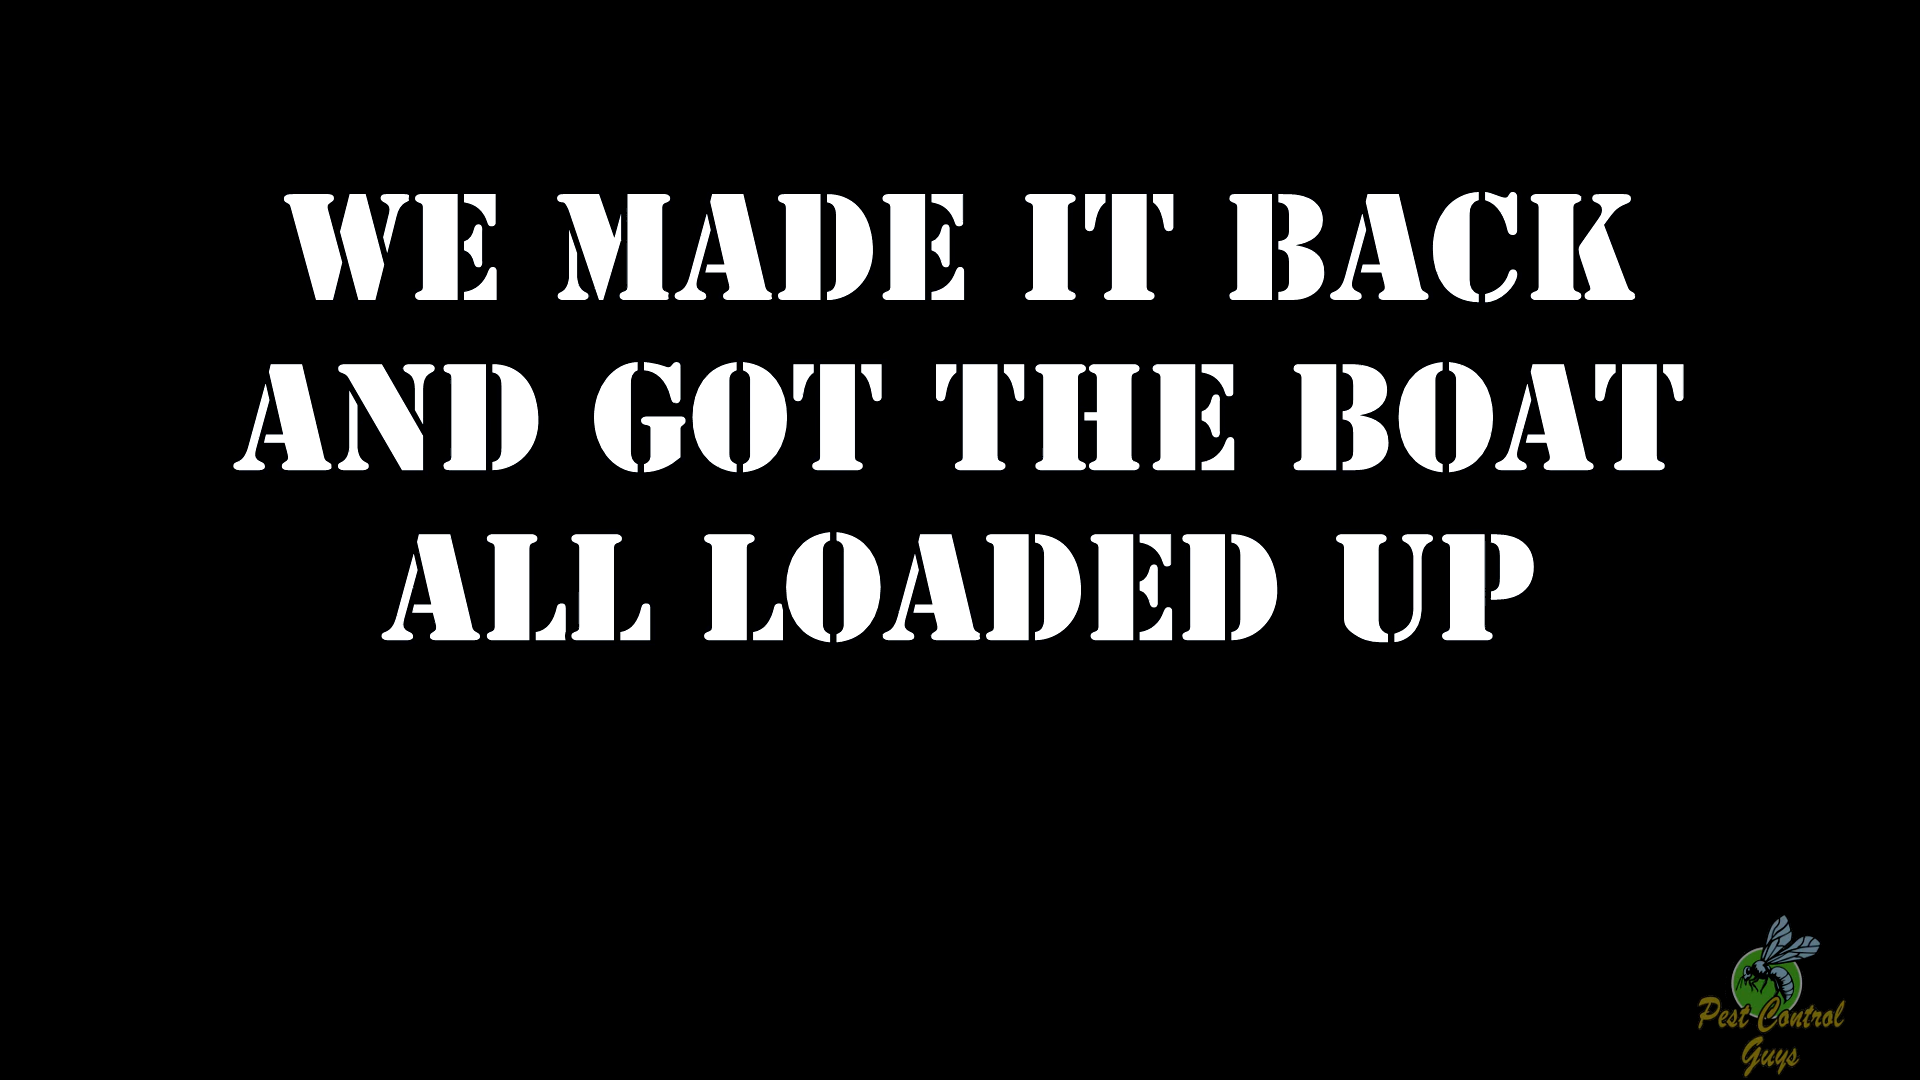 WE MADE IT BACK
AND GOT THE BOAT
ALL LOADED UP
Pest Control
Guys